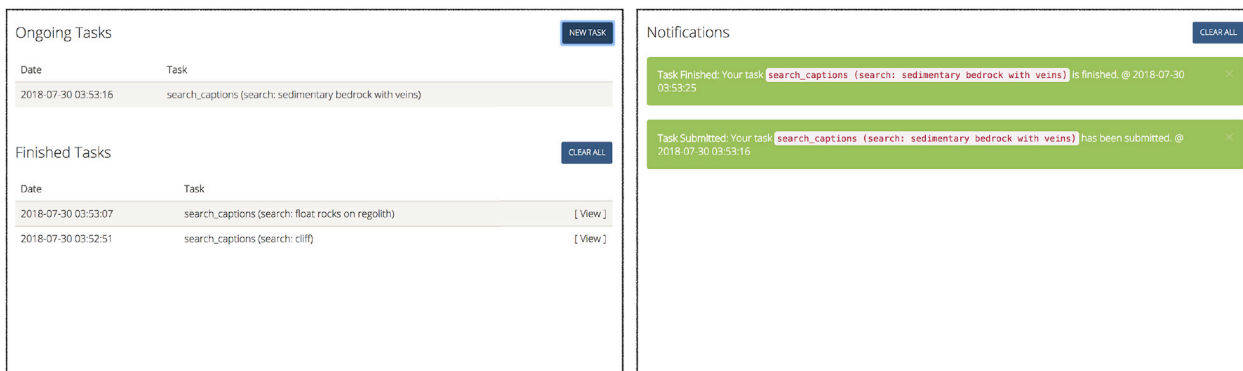 Ongoing Tasks
NEW TASK
Date Task
2018-07-30 03:53:16 search_captions (search: sedimentary bedrock with veins)
Finished Tasks
CLEAR ALL
Date Task
2018-07-30 03:53:07 search_captions (search: float rocks on regolith) [ View ]
2018-07-30 03:52:51 search_captions (search: cliff) [ View ]
Notifications
CLEAR ALL
Task Finished: Your task search_captions (search: sedimentary bedrock with veins) is finished. @ 2018-07-30
03:53:25
Task Submitted: Your task search_captions (search: sedimentary bedrock with veins) has been submitted. @
2018-07-30 03:53:16